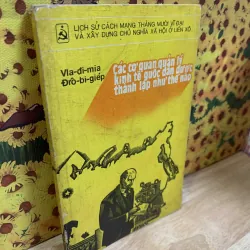 LỊCH SỬ CÁCH MẠNG THÁNG MƯỜI VĨ ĐẠI
VÀ XÂY DỰNG CHỦ NGHĨA XÃ HỘI Ở LIÊN XÔ
Vla-đi-mia
Đrô-bi-giép
Các cơ quan quản lý
kinh tế quốc dân được
thành lập như thế nào